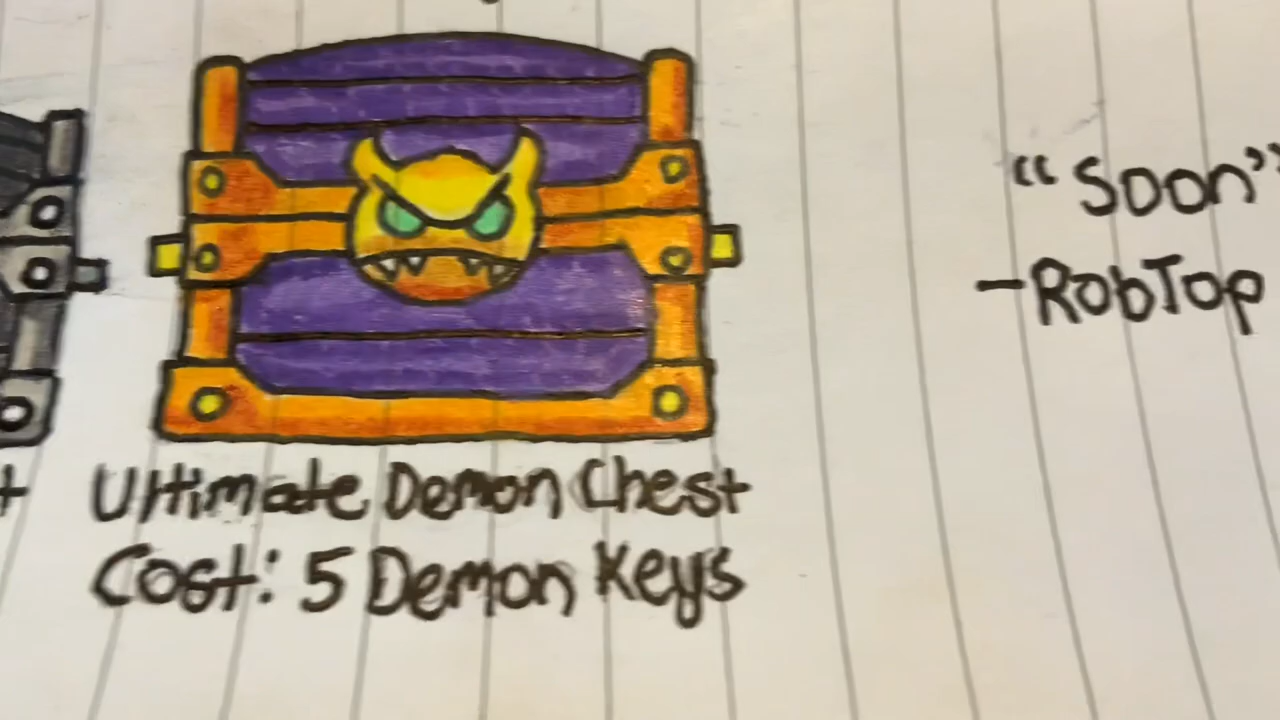 Ultimate Demon Chest
Cost: 5 Demon Keys
“Soon”
-RobTop